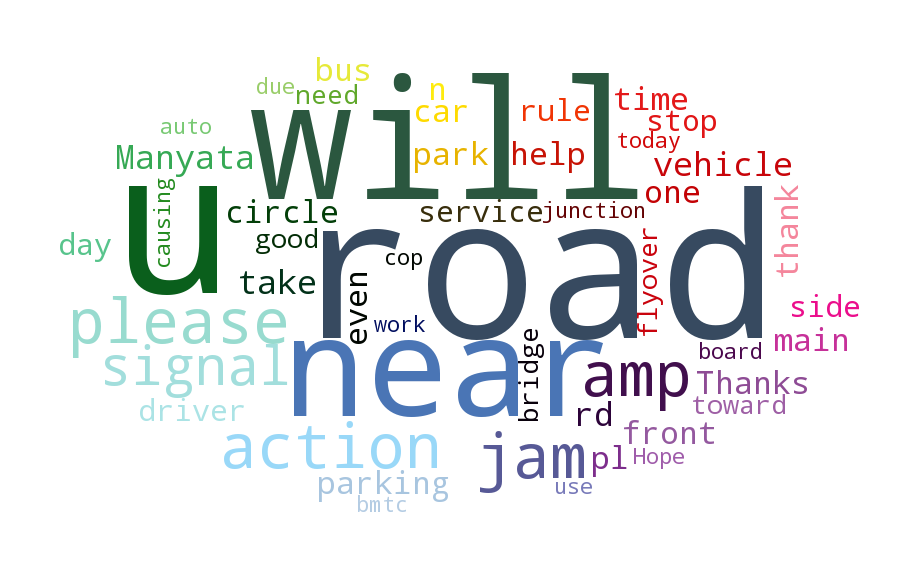 bus
due
need
n
car
rule
time
stop
auto
Manyata
will
park
help
today
vehicle
one
causing
u
circle
service
junction
thank
day
good
road
cop
flyover
take
even
work
side
please
near
bridge
main
signal
amp
board
Thanks
driver
rd
toward
action
jam
pl
front
Hope
parking
use
bmtc